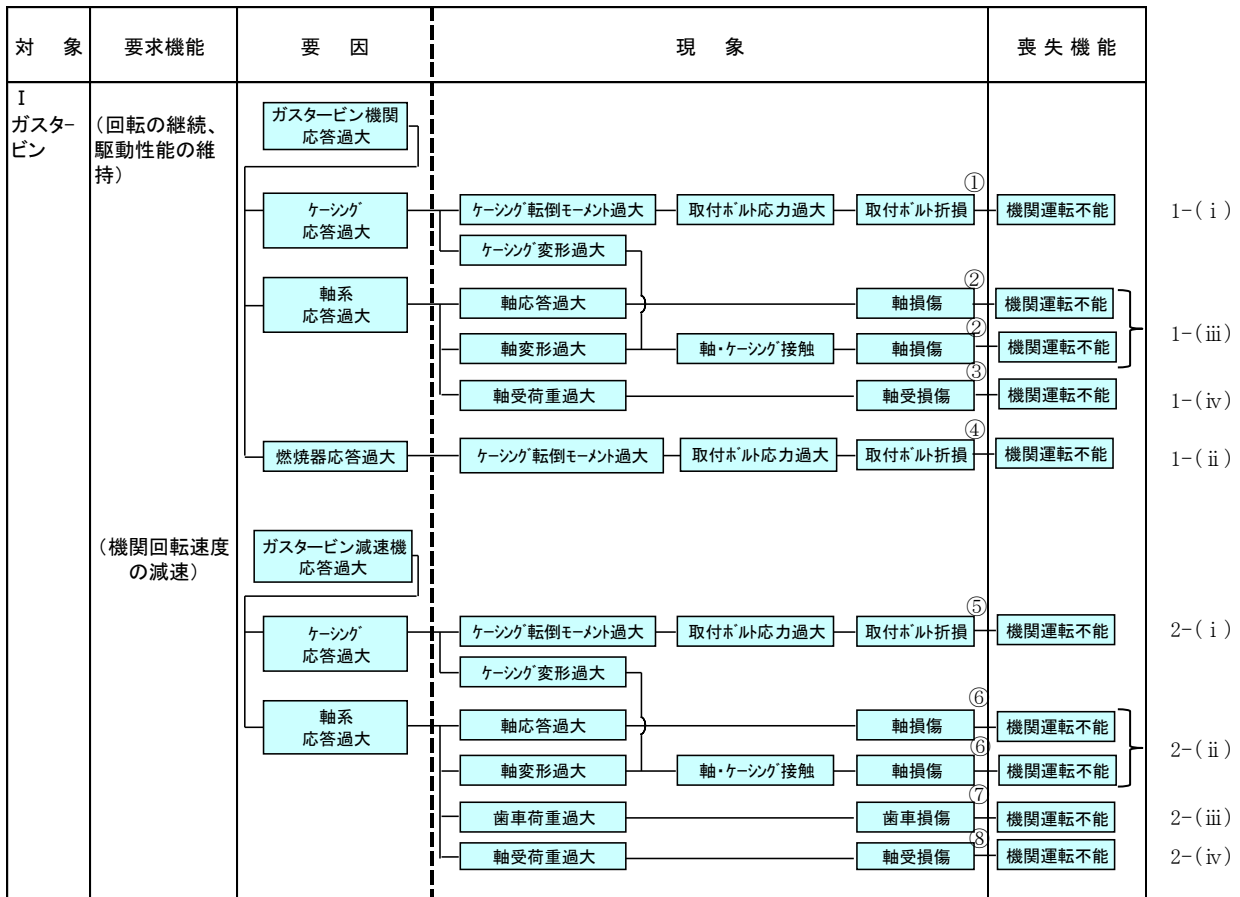 対 象 要求機能 要 因 現 象 喪失機能
Ⅰ
ガスタービン
(回転の継続、
駆動性能の維
持)
ガスタービン機関
応答過大
ケーシング
応答過大
ケーシング転倒モーメント過大 取付ボルト応力過大 ① 取付ボルト折損 機関運転不能 1-(ⅰ)
ケーシング変形過大
軸系
応答過大
軸応答過大 ② 軸損傷 機関運転不能
軸変形過大 軸・ケーシング接触 ② 軸損傷 機関運転不能 1-(ⅲ)
軸受荷重過大 ③ 軸受損傷 機関運転不能 1-(ⅳ)
燃焼器応答過大 ケーシング転倒モーメント過大 取付ボルト応力過大 ④ 取付ボルト折損 機関運転不能 1-(ⅱ)
(機関回転速度
の減速)
ガスタービン減速機
応答過大
ケーシング
応答過大
ケーシング転倒モーメント過大 取付ボルト応力過大 ⑤ 取付ボルト折損 機関運転不能 2-(ⅰ)
ケーシング変形過大
軸系
応答過大
軸応答過大 ⑥ 軸損傷 機関運転不能
軸変形過大 軸・ケーシング接触 ⑥ 軸損傷 機関運転不能 2-(ⅱ)
歯車荷重過大 ⑦ 歯車損傷 機関運転不能 2-(ⅲ)
軸受荷重過大 ⑧ 軸受損傷 機関運転不能 2-(ⅳ)